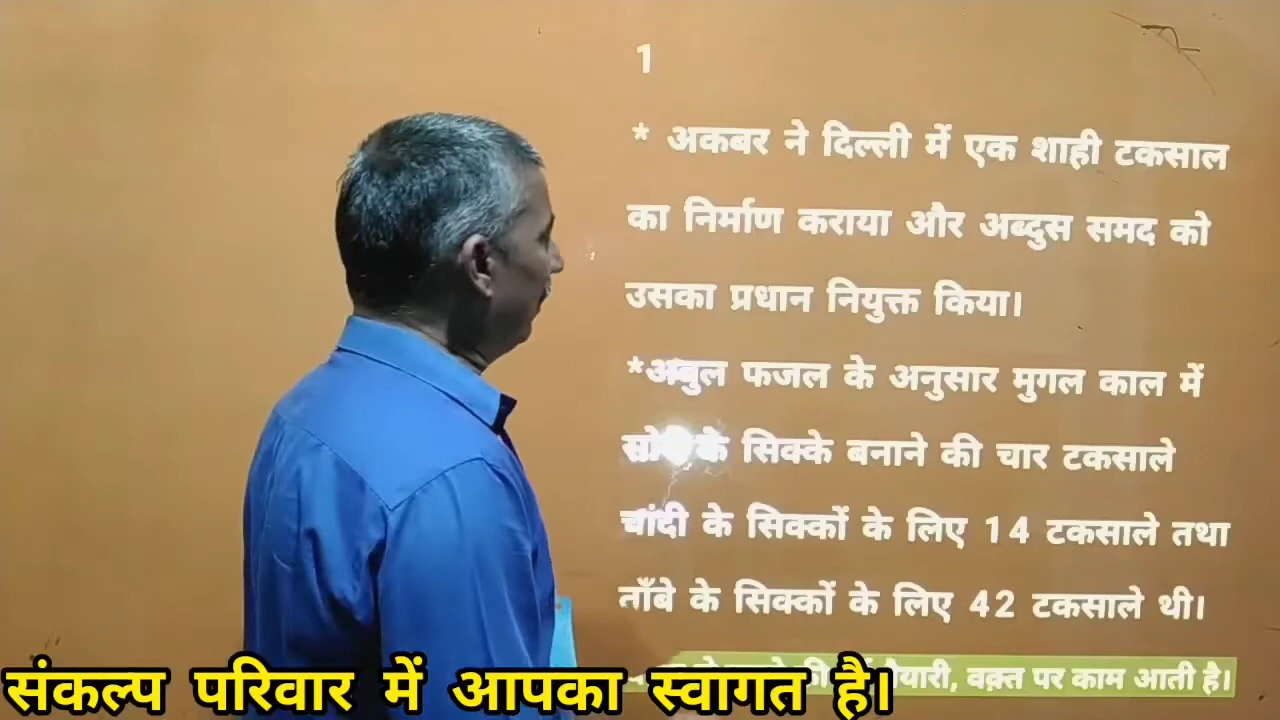 1
* अकबर ने दिल्ली में एक शाही टकसाल
का निर्माण कराया और अब्दुस समद को
उसका प्रधान नियुक्त किया।
*अबुल फजल के अनुसार मुगल काल में
के सिक्के बनाने की चार टकसाले
चांदी के सिक्कों के लिए 14 टकसाले तथा
ताँबे के सिक्कों के लिए 42 टकसाले थी।
तैयारी, वक़्त पर काम आती है।
संकल्प परिवार में आपका स्वागत है।